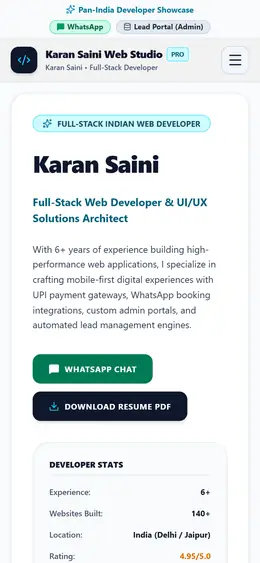 Pan-India Developer Showcase
WhatsApp
Lead Portal (Admin)
Karan Saini Web Studio PRO
Karan Saini • Full-Stack Developer
FULL-STACK INDIAN WEB DEVELOPER
Karan Saini
Full-Stack Web Developer & UI/UX
Solutions Architect
With 6+ years of experience building high-
performance web applications, I specialize in
crafting mobile-first digital experiences with
UPI payment gateways, WhatsApp booking
integrations, custom admin portals, and
automated lead management engines.
WHATSAPP CHAT
DOWNLOAD RESUME PDF
DEVELOPER STATS
Experience: 6+
Websites Built: 140+
Location: India (Delhi / Jaipur)
Rating: 4.95/5.0